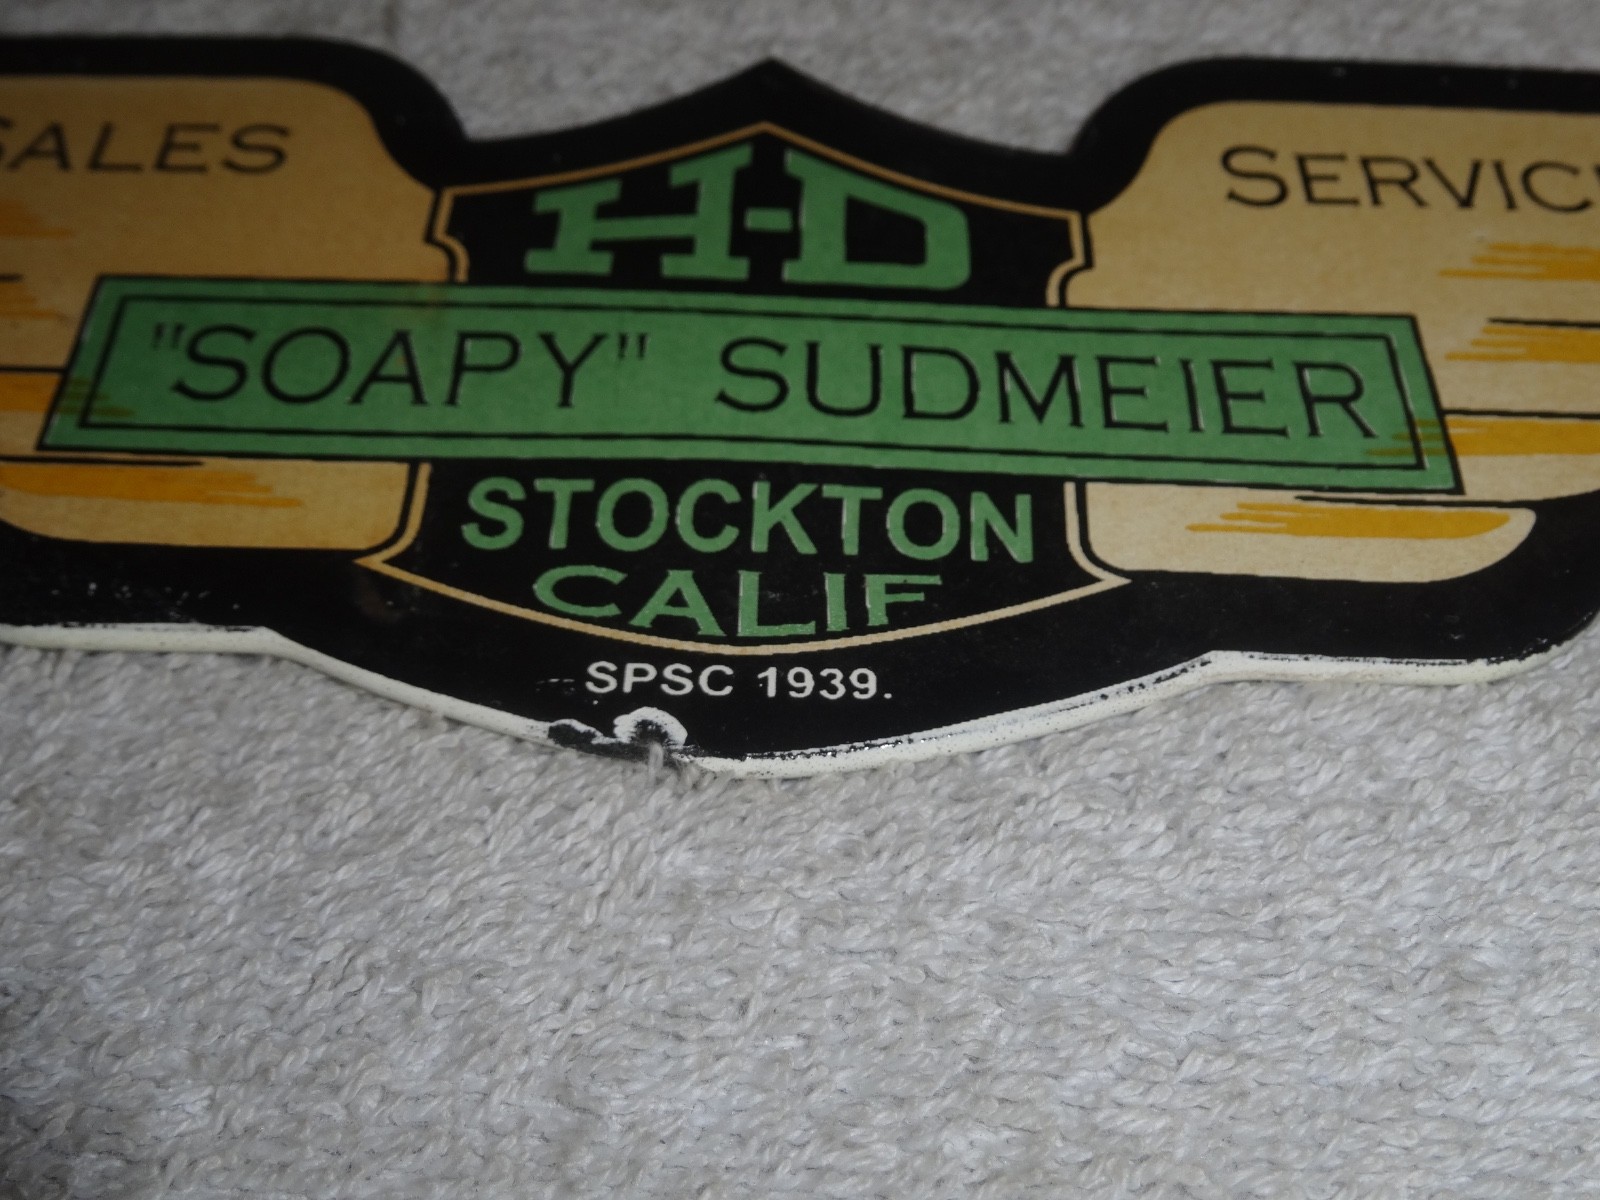 SALES
SERVIC
H-D
"SOAPY" SUDMEIER
STOCKTON
CALIF
SPSC 1939.